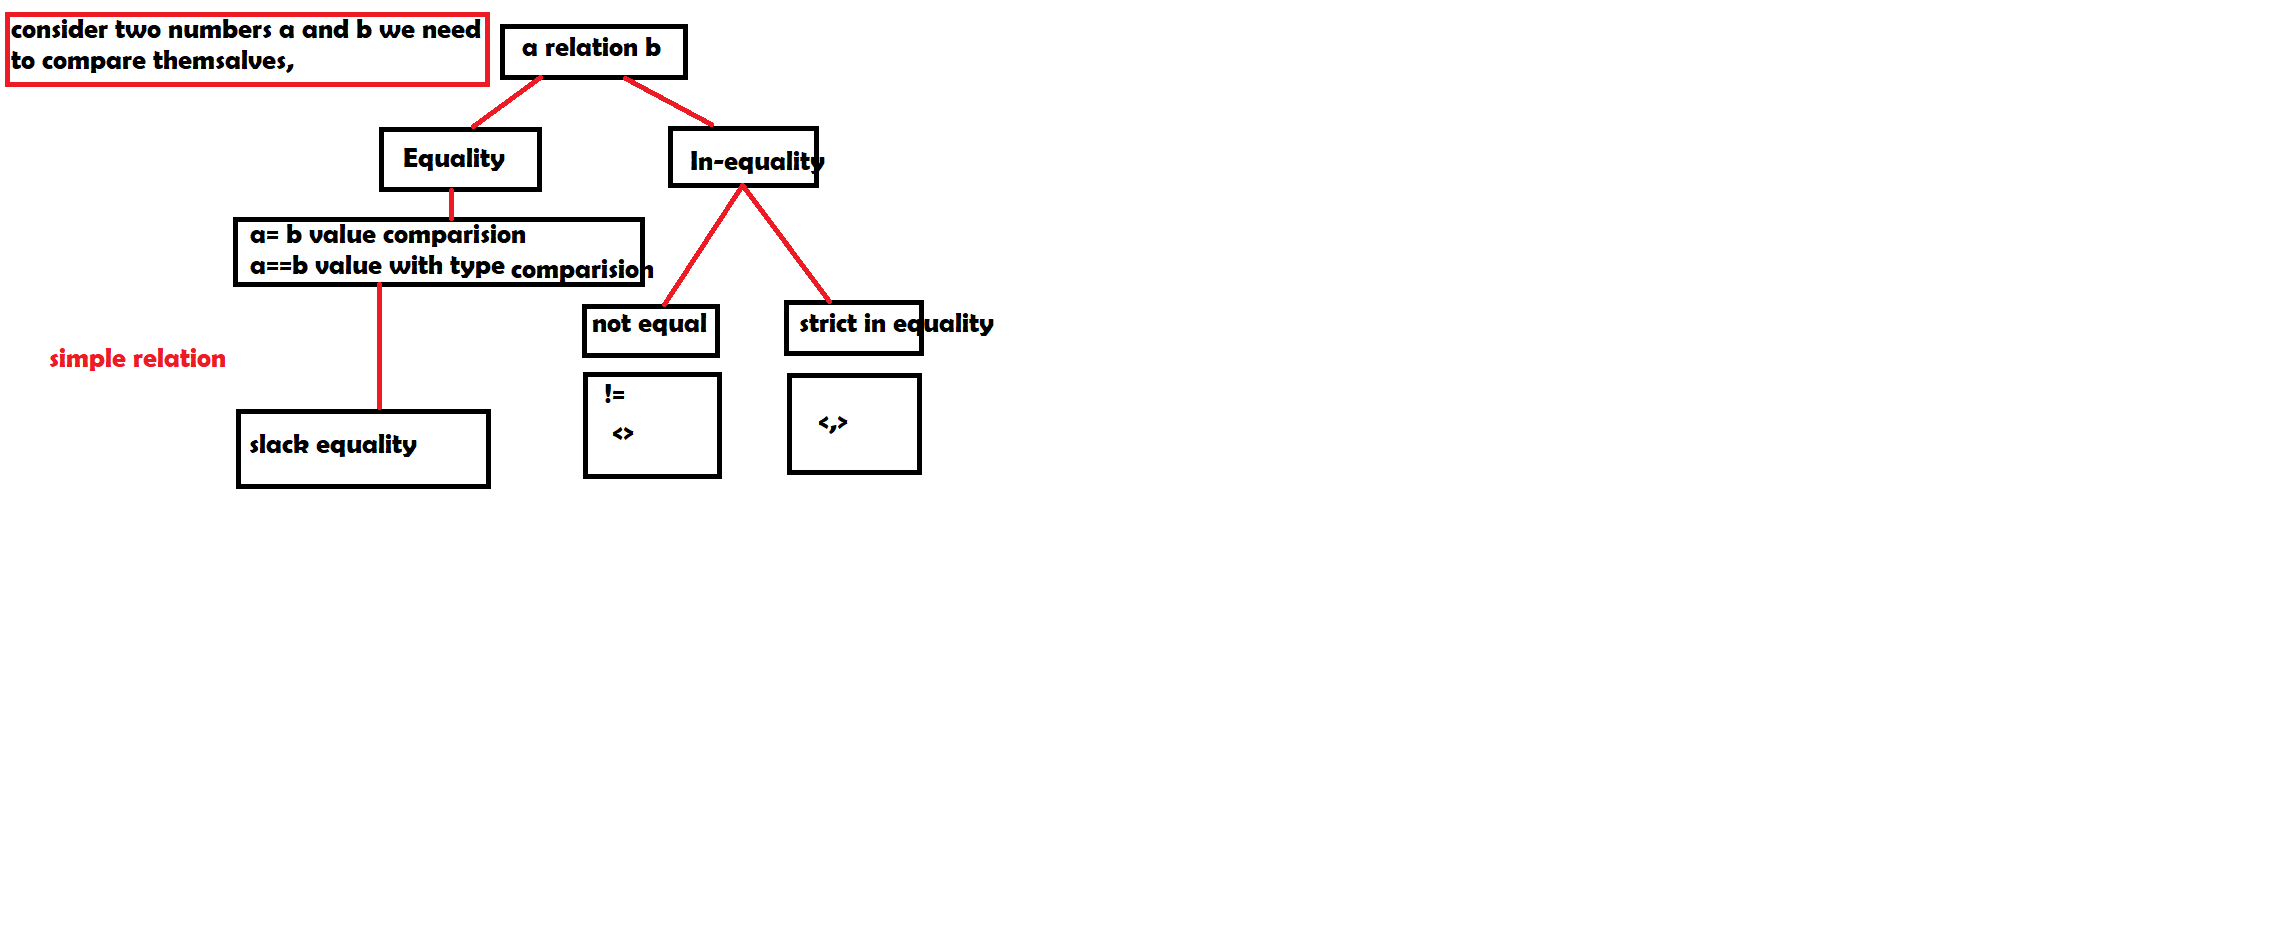 consider two numbers a and b we need
to compare themsalves,
a relation b
Equality
In-equality
a= b value comparision
a==b value with type comparision
not equal
strict in equality
simple relation
!=
<>
<,>
slack equality